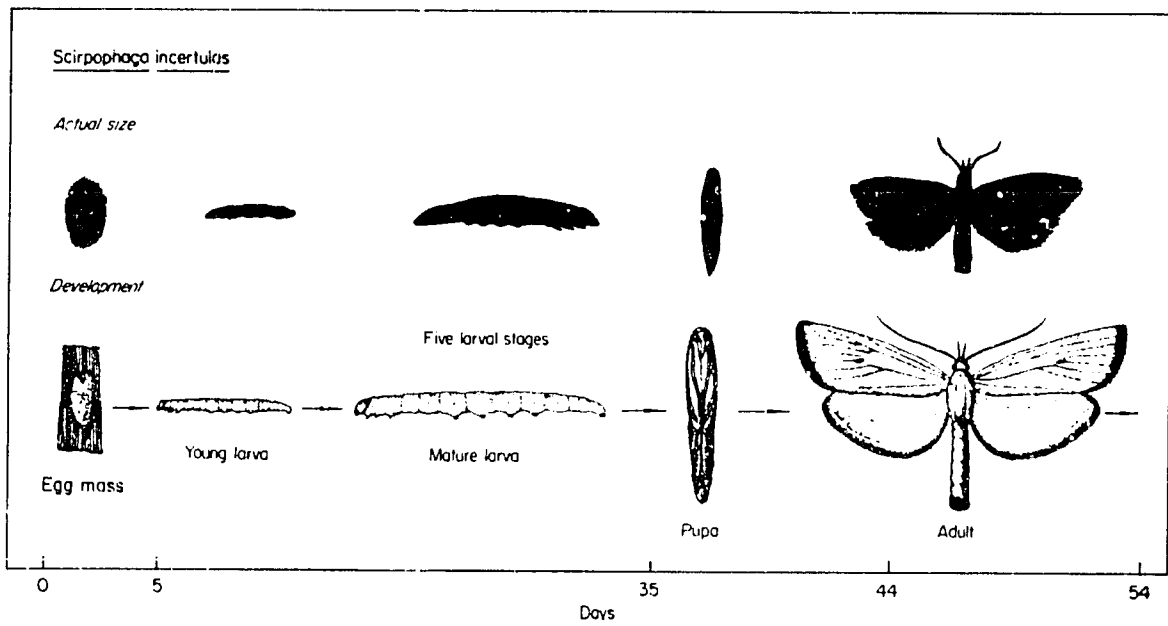 Scirpophaga incertulas
Actual size
Development
Five larval stages
Young larva
Mature larva
Egg mass
Pupa
Adult
0 5 35 44 54
Days